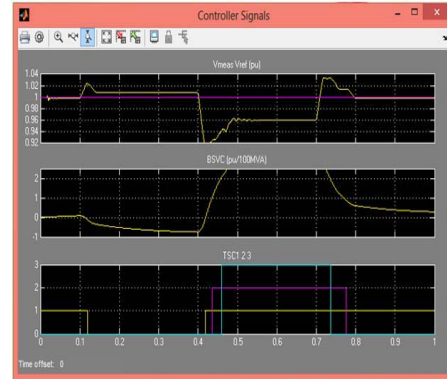 Controller Signals
Vmeas Vref (pu)
1.04
1.02
1
0.98
0.96
0.94
0.92
BSVC (pu/100MVA)
2
1
0
-1
TSC1 2 3
3
2
1
0
0 0.1 0.2 0.3 0.4 0.5 0.6 0.7 0.8 0.9 1
Time offset: 0